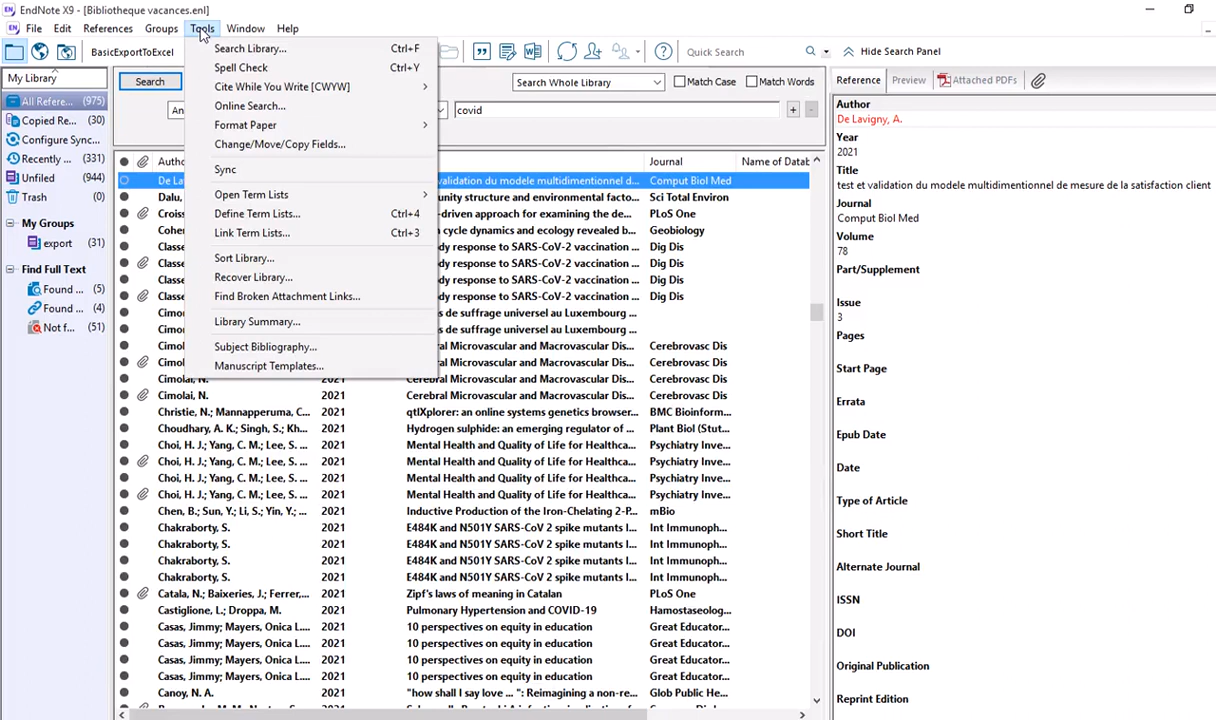 EndNote X9 - [Bibliotheque vacances.enl]
File Edit References Groups Tools Window Help
BasicExportToExcel
Quick Search
Hide Search Panel
My Library
All Refere... (975)
Copied Re... (30)
Configure Sync...
Recently ... (331)
Unfiled (944)
Trash
My Groups
export (31)
Find Full Text
Found ... (5)
Found ... (4)
Not f... (51)
Search
Search Whole Library
Match Case
Match Words
covid
Search Library... Ctrl+F
Spell Check Ctrl+Y
Cite While You Write [CWYW]
Online Search...
Format Paper
Change/Move/Copy Fields...
Sync
Open Term Lists
Define Term Lists... Ctrl+4
Link Term Lists... Ctrl+3
Sort Library...
Recover Library...
Find Broken Attachment Links...
Library Summary...
Subject Bibliography...
Manuscript Templates...
Journal Name of Datab
validation du modele multidimentionnel d... Comput Biol Med
Dalu, unity structure and environmental facto... Sci Total Environ
Croiss -driven approach for examining the de... PLoS One
Coher cycle dynamics and ecology revealed b... Geobiology
Classe dy response to SARS-CoV-2 vaccination ... Dig Dis
Classe dy response to SARS-CoV-2 vaccination ... Dig Dis
Classe dy response to SARS-CoV-2 vaccination ... Dig Dis
Classe dy response to SARS-CoV-2 vaccination ... Dig Dis
Cimol s de suffrage universel au Luxembourg ...
Cimol s de suffrage universel au Luxembourg ...
Cimol Cerebral Microvascular and Macrovascular Dis... Cerebrovasc Dis
Cimol Cerebral Microvascular and Macrovascular Dis... Cerebrovasc Dis
Cimolai, N. 2021 Cerebral Microvascular and Macrovascular Dis... Cerebrovasc Dis
Cimolai, N. 2021 Cerebral Microvascular and Macrovascular Dis... Cerebrovasc Dis
Christie, N.; Mannapperuma, C... 2021 qtlXplorer: an online systems genetics browser... BMC Bioinform...
Choudhary, A. K.; Singh, S.; Kh... 2021 Hydrogen sulphide: an emerging regulator of ... Plant Biol (Stut...
Choi, H. J.; Yang, C. M.; Lee, S. ... 2021 Mental Health and Quality of Life for Healthca... Psychiatry Inve...
Choi, H. J.; Yang, C. M.; Lee, S. ... 2021 Mental Health and Quality of Life for Healthca... Psychiatry Inve...
Choi, H. J.; Yang, C. M.; Lee, S. ... 2021 Mental Health and Quality of Life for Healthca... Psychiatry Inve...
Choi, H. J.; Yang, C. M.; Lee, S. ... 2021 Mental Health and Quality of Life for Healthca... Psychiatry Inve...
Chen, B.; Sun, Y.; Li, S.; Yin, Y.; ... 2021 Inductive Production of the Iron-Chelating 2-P... mBio
Chakraborty, S. 2021 E484K and N501Y SARS-CoV 2 spike mutants I... Int Immunoph...
Chakraborty, S. 2021 E484K and N501Y SARS-CoV 2 spike mutants I... Int Immunoph...
Chakraborty, S. 2021 E484K and N501Y SARS-CoV 2 spike mutants I... Int Immunoph...
Chakraborty, S. 2021 E484K and N501Y SARS-CoV 2 spike mutants I... Int Immunoph...
Catala, N.; Baixeries, J.; Ferrer,... 2021 Zipf's laws of meaning in Catalan PLoS One
Castiglione, L.; Droppa, M. 2021 Pulmonary Hypertension and COVID-19 Hamostaseolog...
Casas, Jimmy; Mayers, Onica L.... 2021 10 perspectives on equity in education Great Educator...
Casas, Jimmy; Mayers, Onica L.... 2021 10 perspectives on equity in education Great Educator...
Casas, Jimmy; Mayers, Onica L.... 2021 10 perspectives on equity in education Great Educator...
Casas, Jimmy; Mayers, Onica L.... 2021 10 perspectives on equity in education Great Educator...
Canoy, N. A. 2021 "how shall I say love ... ": Reimagining a non-re... Glob Public He...
Reference Preview Attached PDFs
Author
De Lavigny, A.
Year
2021
Title
test et validation du modele multidimentionnel de mesure de la satisfaction client
Journal
Comput Biol Med
Volume
78
Part/Supplement
Issue
3
Pages
Start Page
Errata
Epub Date
Date
Type of Article
Short Title
Alternate Journal
ISSN
DOI
Original Publication
Reprint Edition